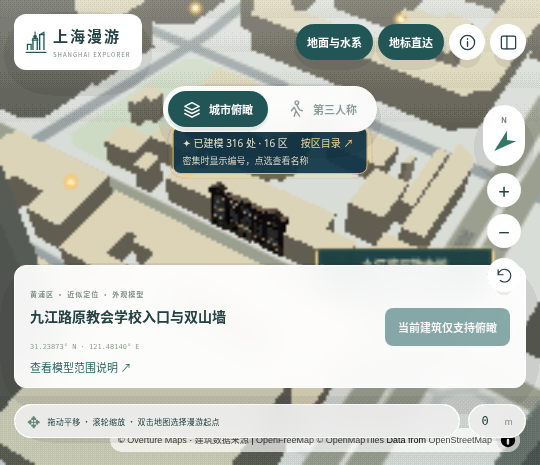 上海漫游
SHANGHAI EXPLORER
地面与水系
地标直达
城市俯瞰
第三人称
✦ 已建模 316 处 · 16 区 按区目录 ↗
密集时显示编号，点选查看名称
N
+
−
黄浦区 · 近似定位 · 外观模型
九江路原教会学校入口与双山墙
31.23873° N · 121.48140° E
查看模型范围说明 ↗
当前建筑仅支持俯瞰
拖动平移 · 滚轮缩放 · 双击地图选择漫游起点
0 m
© Overture Maps · 建筑数据来源 | OpenFreeMap © OpenMapTiles Data from OpenStreetMap